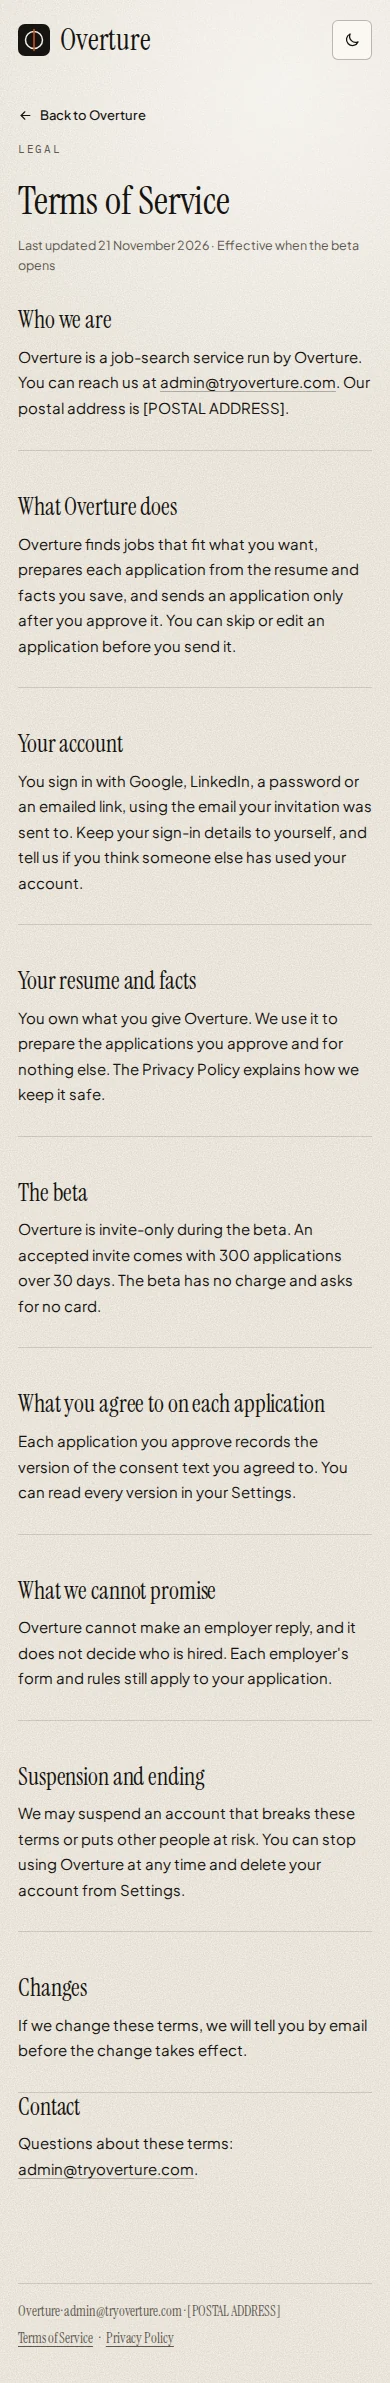 Overture
← Back to Overture
LEGAL
Terms of Service
Last updated 21 November 2026 · Effective when the beta
opens
Who we are
Overture is a job-search service run by Overture.
You can reach us at admin@tryoverture.com. Our
postal address is [POSTAL ADDRESS].
What Overture does
Overture finds jobs that fit what you want,
prepares each application from the resume and
facts you save, and sends an application only
after you approve it. You can skip or edit an
application before you send it.
Your account
You sign in with Google, LinkedIn, a password or
an emailed link, using the email your invitation was
sent to. Keep your sign-in details to yourself, and
tell us if you think someone else has used your
account.
Your resume and facts
You own what you give Overture. We use it to
prepare the applications you approve and for
nothing else. The Privacy Policy explains how we
keep it safe.
The beta
Overture is invite-only during the beta. An
accepted invite comes with 300 applications
over 30 days. The beta has no charge and asks
for no card.
What you agree to on each application
Each application you approve records the
version of the consent text you agreed to. You
can read every version in your Settings.
What we cannot promise
Overture cannot make an employer reply, and it
does not decide who is hired. Each employer's
form and rules still apply to your application.
Suspension and ending
We may suspend an account that breaks these
terms or puts other people at risk. You can stop
using Overture at any time and delete your
account from Settings.
Changes
If we change these terms, we will tell you by email
before the change takes effect.
Contact
Questions about these terms:
admin@tryoverture.com.
Overture · admin@tryoverture.com · [POSTAL ADDRESS]
Terms of Service · Privacy Policy